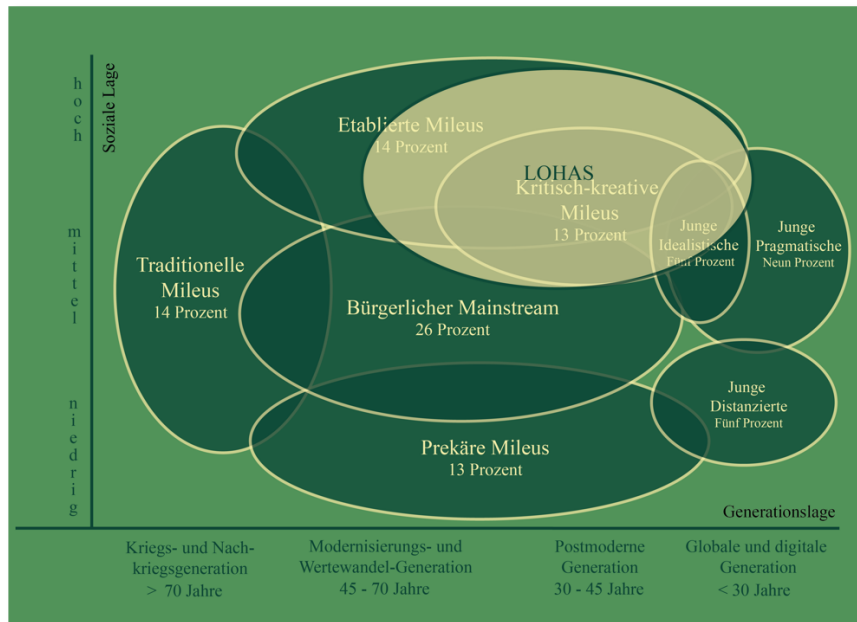 hoch
mittel
niedrig
Soziale Lage
Etablierte Mileus
14 Prozent
LOHAS
Kritisch-kreative
Mileus
13 Prozent
Junge
Idealistische
Fünf Prozent
Junge
Pragmatische
Neun Prozent
Traditionelle
Mileus
14 Prozent
Bürgerlicher Mainstream
26 Prozent
Junge
Distanzierte
Fünf Prozent
Prekäre Mileus
13 Prozent
Generationslage
Kriegs- und Nach-
kriegsgeneration
> 70 Jahre
Modernisierungs- und
Wertewandel-Generation
45 - 70 Jahre
Postmoderne
Generation
30 - 45 Jahre
Globale und digitale
Generation
< 30 Jahre